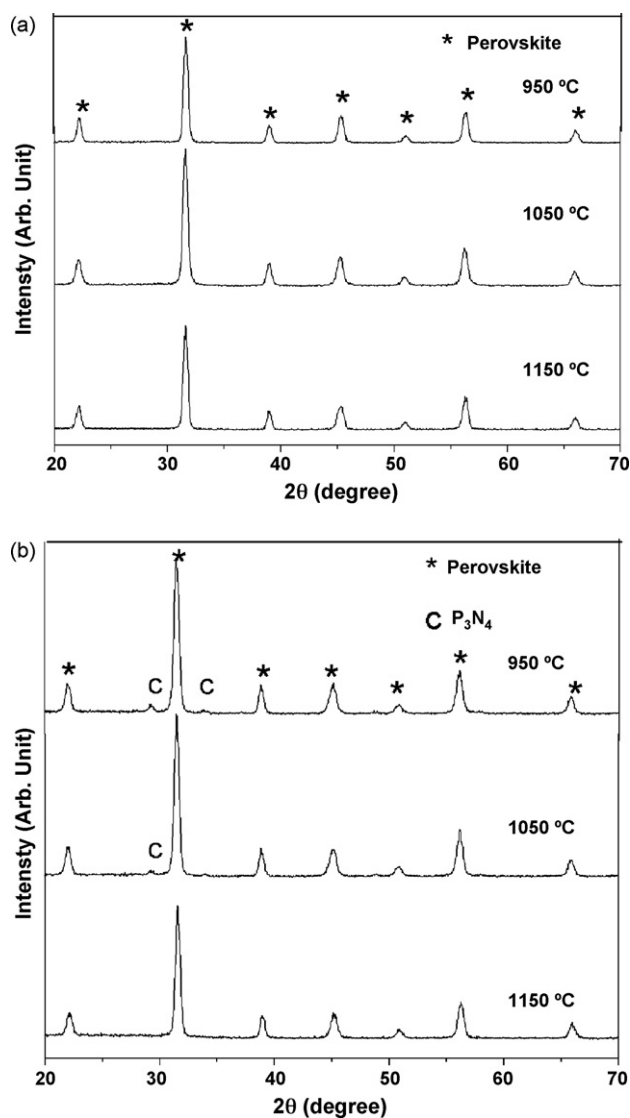 (a)
* * * * * * *
* Perovskite
950 ºC
1050 ºC
1150 ºC
Intensty (Arb. Unit)
20 30 40 50 60 70
2θ (degree)
(b)
* * * * * * *
* Perovskite
C P₃N₄
C C
950 ºC
C
1050 ºC
1150 ºC
Intensty (Arb. Unit)
20 30 40 50 60 70
2θ (degree)